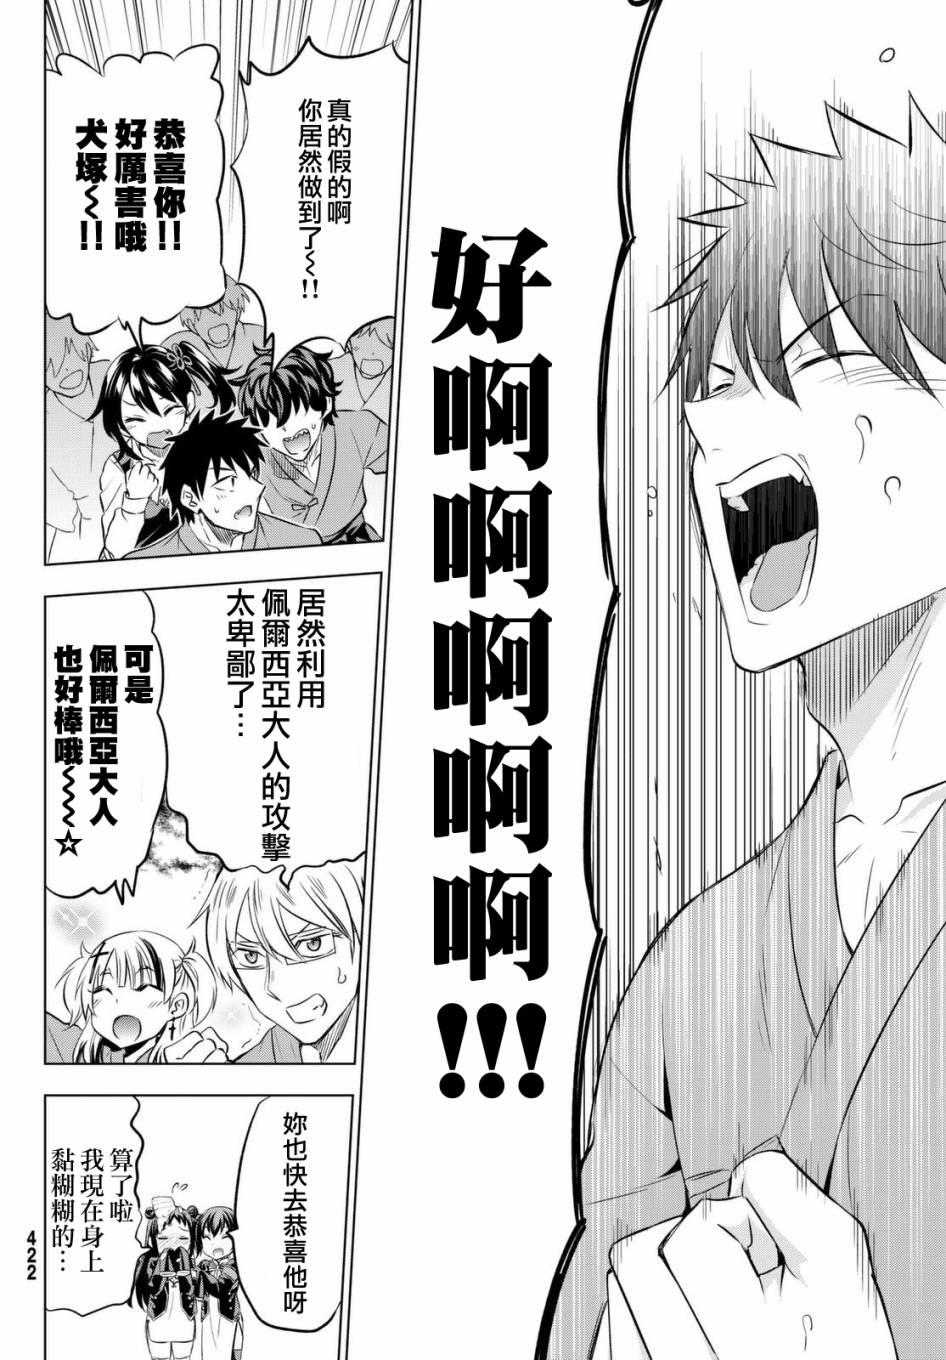 好啊啊啊啊啊!!!
真的假的啊
你居然做到了~!!
恭喜你!!
好厲害哦
犬塚~!!
居然利用
佩爾西亞大人的攻擊
太卑鄙了…
可是
佩爾西亞大人
也好棒哦~~~☆
妳也快去恭喜他呀
算了啦
我現在身上
黏糊糊的…
422